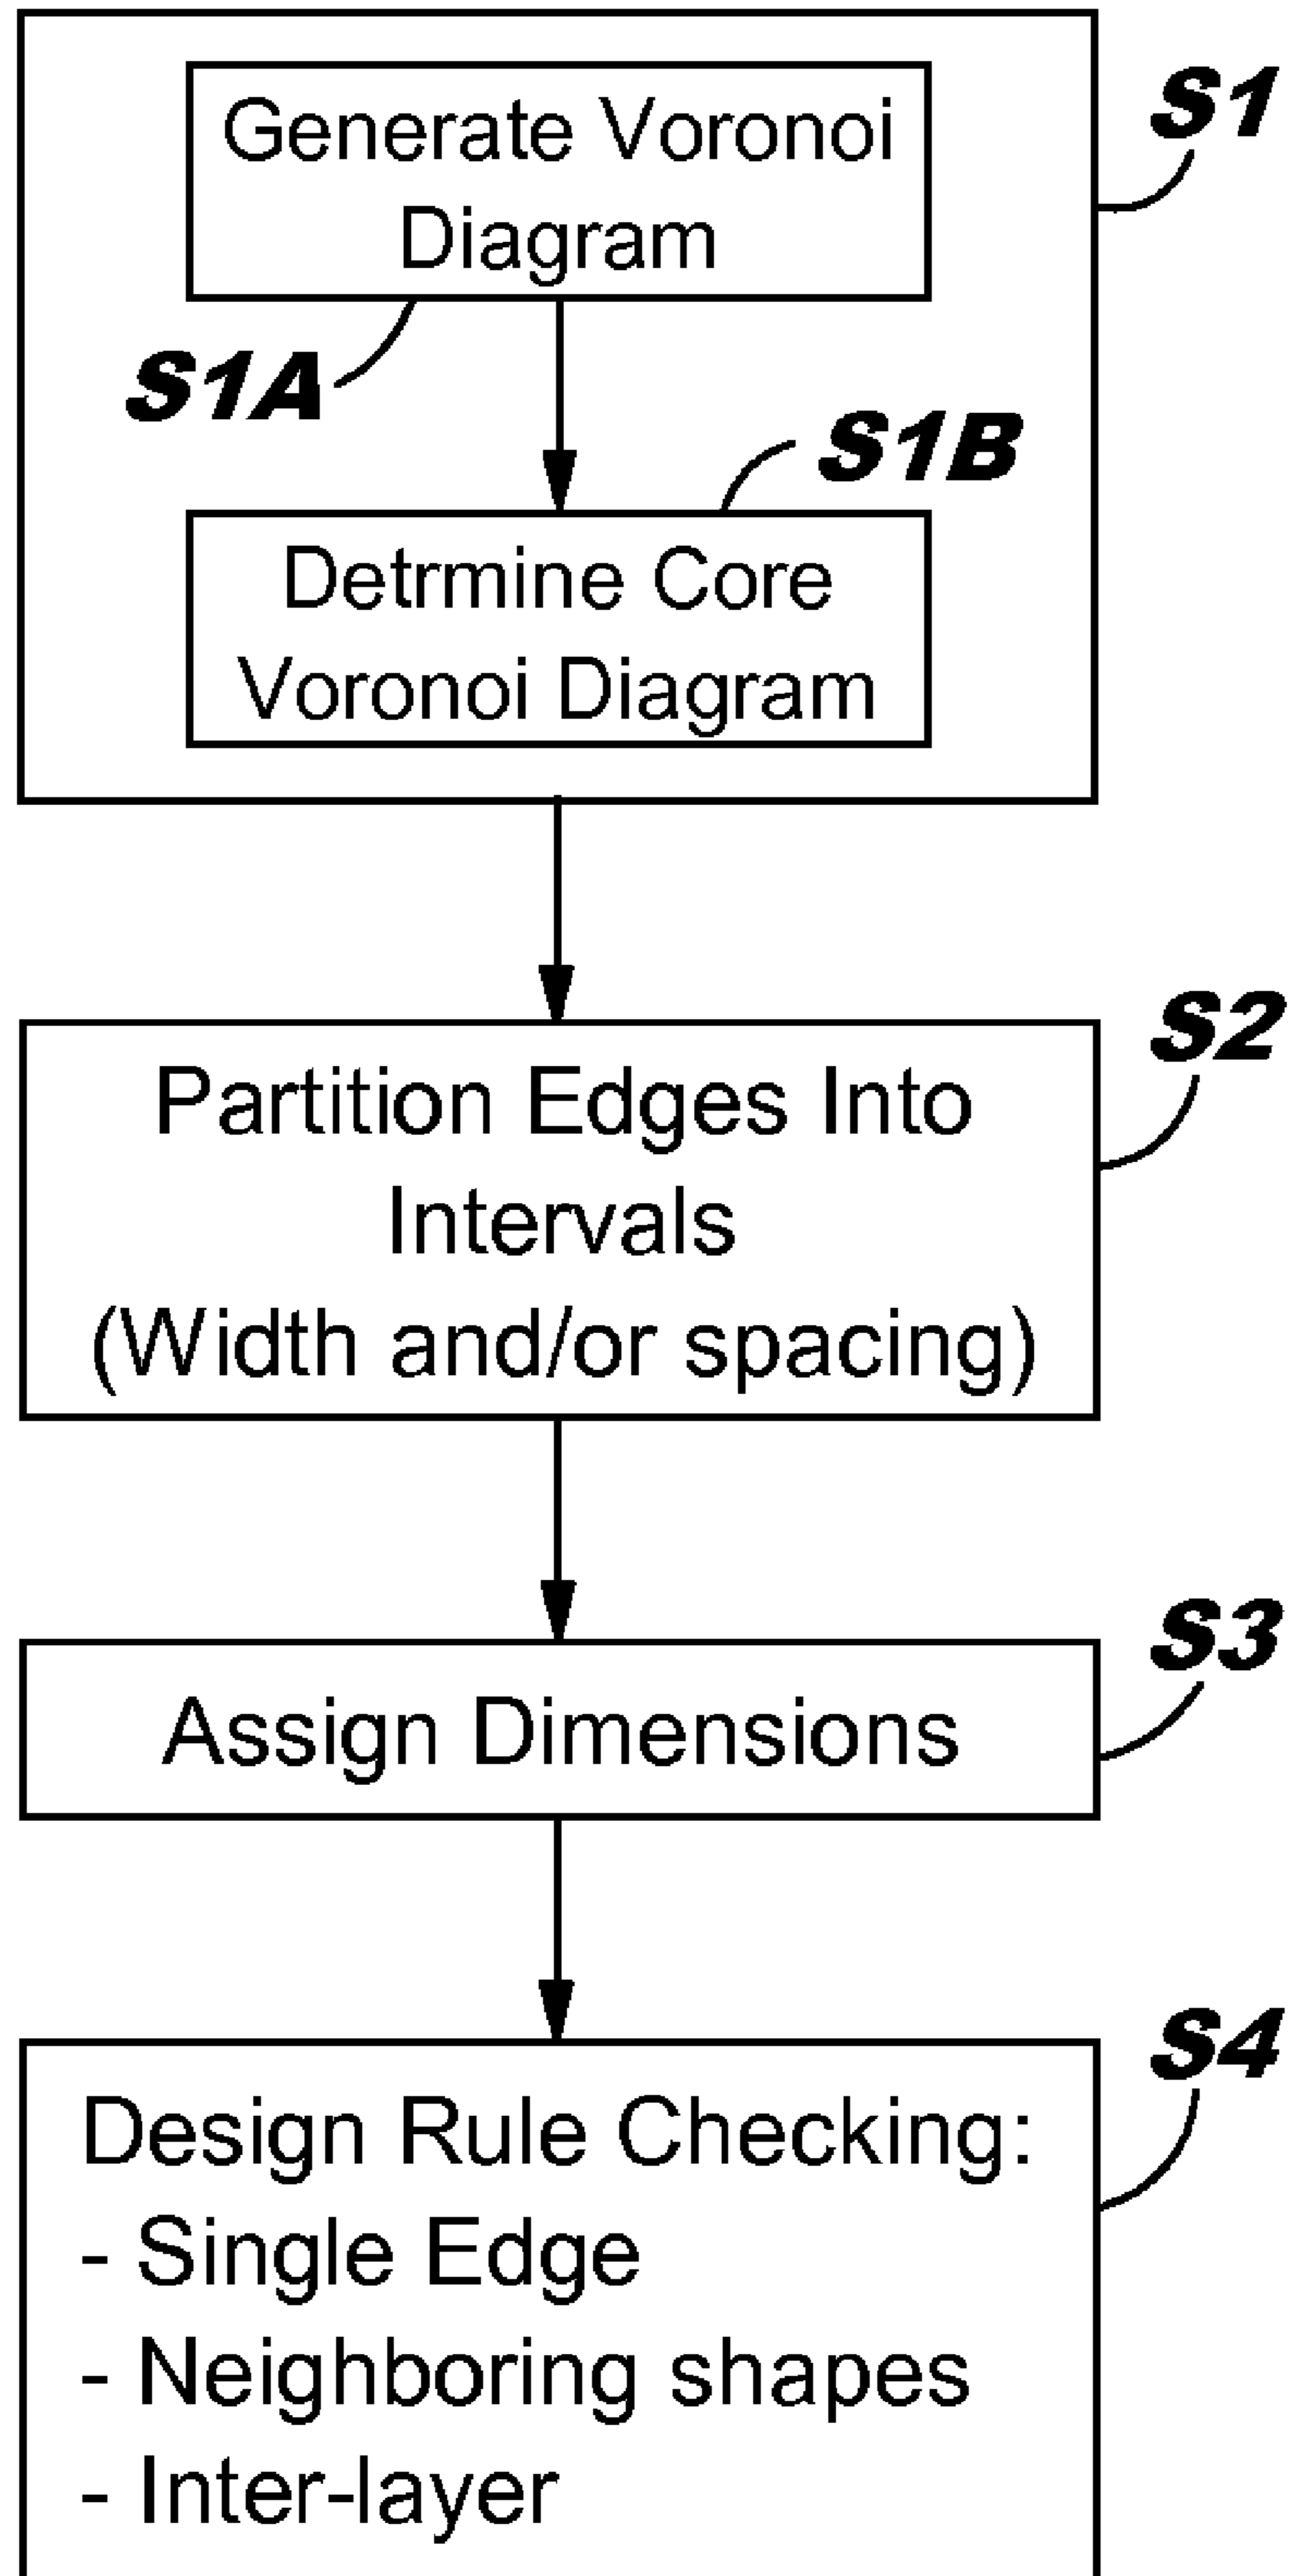 S1
Generate Voronoi
Diagram
S1A
S1B
Detrmine Core
Voronoi Diagram
S2
Partition Edges Into
Intervals
(Width and/or spacing)
S3
Assign Dimensions
S4
Design Rule Checking:
- Single Edge
- Neighboring shapes
- Inter-layer